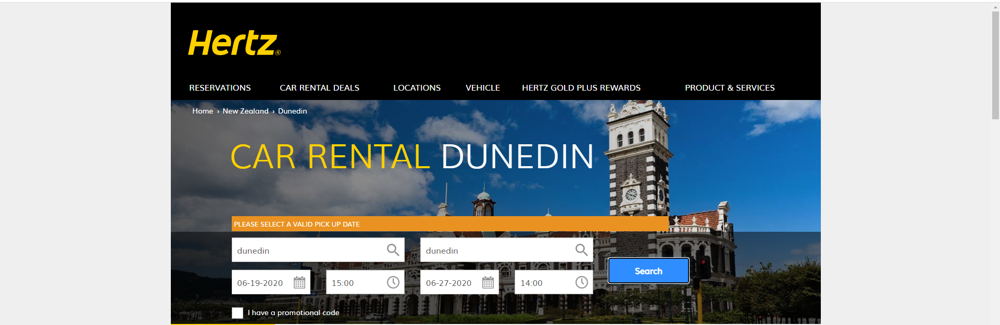 Hertz®
RESERVATIONS CAR RENTAL DEALS LOCATIONS VEHICLE HERTZ GOLD PLUS REWARDS PRODUCT & SERVICES
Home › New Zealand › Dunedin
CAR RENTAL DUNEDIN
PLEASE SELECT A VALID PICK UP DATE
dunedin dunedin
Search
06-19-2020 15:00 06-27-2020 14:00
I have a promotional code